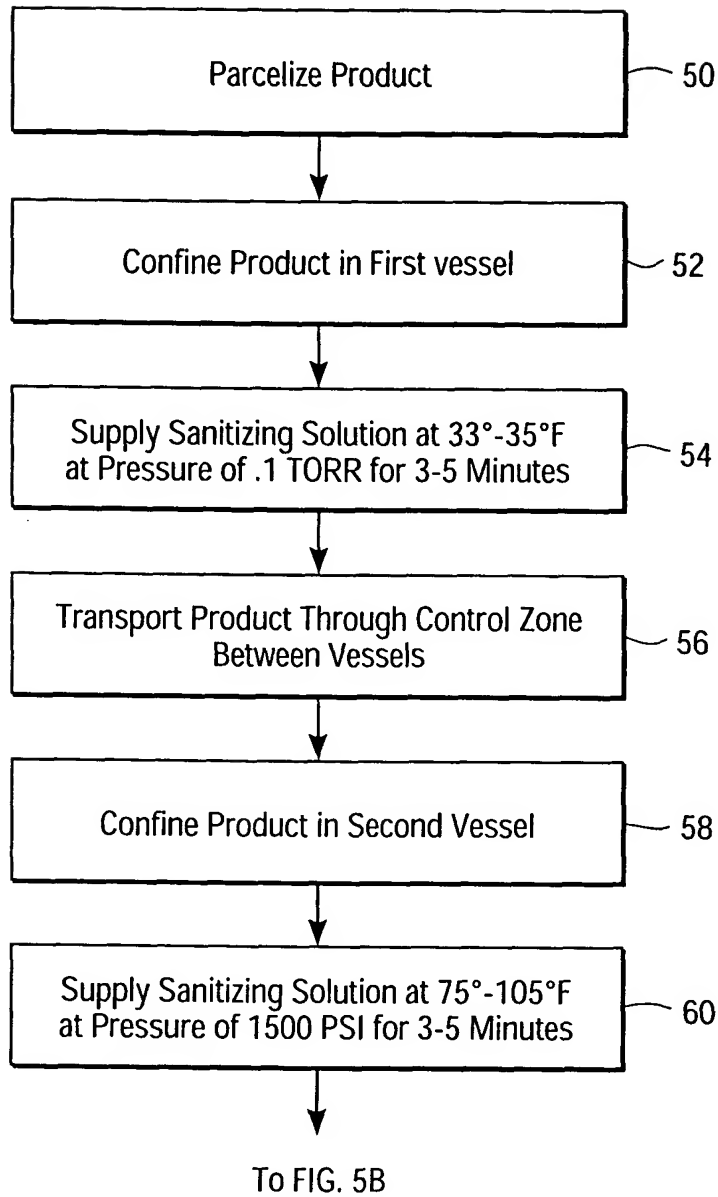 Parcelize Product
50
Confine Product in First vessel
52
Supply Sanitizing Solution at 33°-35°F
at Pressure of .1 TORR for 3-5 Minutes
54
Transport Product Through Control Zone
Between Vessels
56
Confine Product in Second Vessel
58
Supply Sanitizing Solution at 75°-105°F
at Pressure of 1500 PSI for 3-5 Minutes
60
To FIG. 5B